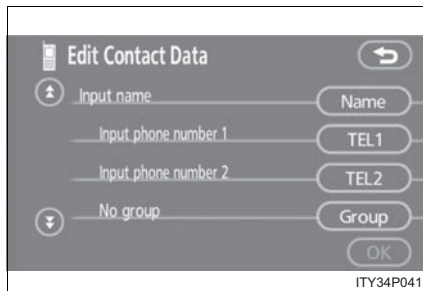 Edit Contact Data
Input name Name
Input phone number 1 TEL1
Input phone number 2 TEL2
No group Group
OK
ITY34P041